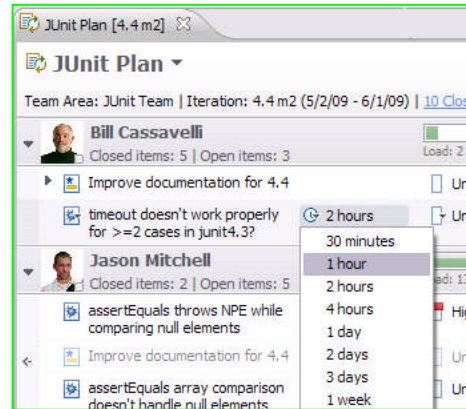 JUnit Plan [4.4 m2]
JUnit Plan
Team Area: JUnit Team | Iteration: 4.4 m2 (5/2/09 - 6/1/09) | 10 Clos
Bill Cassavelli
Closed items: 5 | Open items: 3
Load: 2
Improve documentation for 4.4
Un
timeout doesn't work properly
for >=2 cases in junit4.3?
2 hours
Un
30 minutes
1 hour
2 hours
4 hours
1 day
2 days
3 days
1 week
Jason Mitchell
Closed items: 2 | Open items: 5
ad: 13
assertEquals throws NPE while
comparing null elements
Hig
Improve documentation for 4.4
Un
assertEquals array comparison
doesn't handle null elements
Un